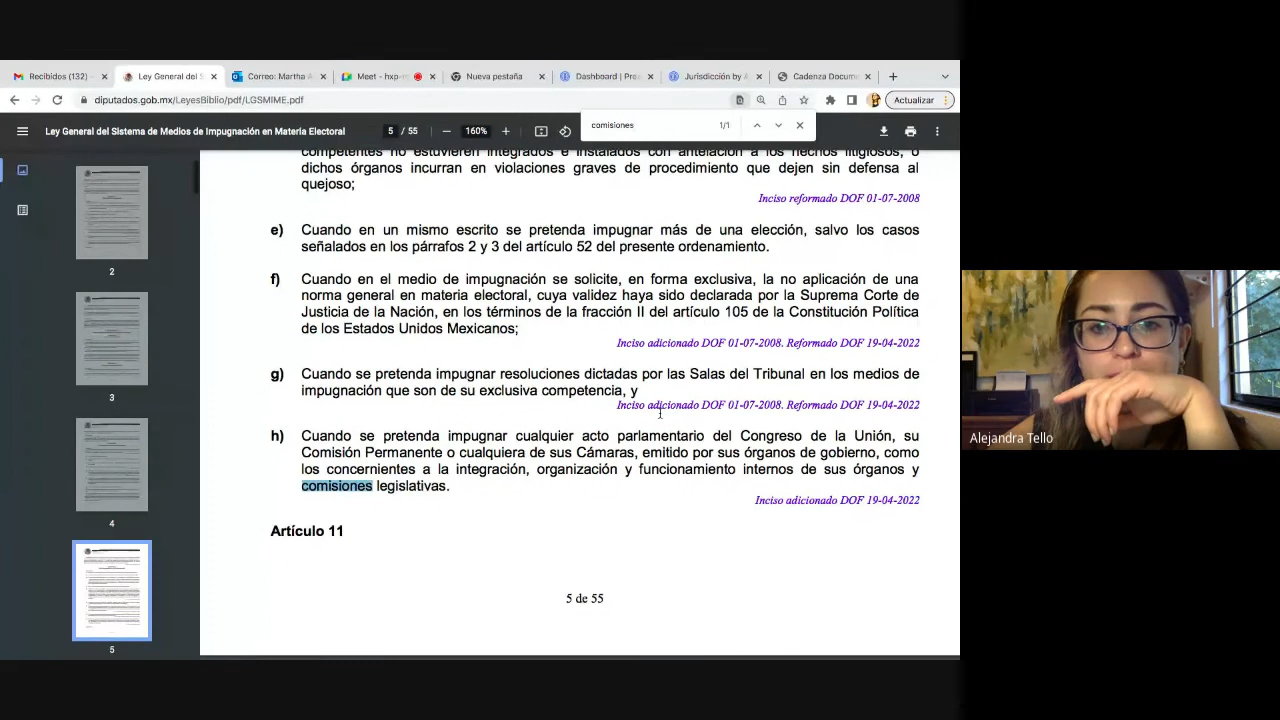 Recibidos (132)
Ley General del S
Correo: Martha A
Meet - hxp-n
Nueva pestaña
Dashboard | Pres
Jurisdicción by A
Cadenza Docum
diputados.gob.mx/LeyesBiblio/pdf/LGSMIME.pdf
Actualizar
comisiones 1/1
Ley General del Sistema de Medios de Impugnación en Materia Electoral
5 / 55
160%
competentes no estuvieren integrados e instalados con antelación a los hechos litigiosos, o
dichos órganos incurran en violaciones graves de procedimiento que dejen sin defensa al
quejoso;
Inciso reformado DOF 01-07-2008
e) Cuando en un mismo escrito se pretenda impugnar más de una elección, salvo los casos
señalados en los párrafos 2 y 3 del artículo 52 del presente ordenamiento.
f) Cuando en el medio de impugnación se solicite, en forma exclusiva, la no aplicación de una
norma general en materia electoral, cuya validez haya sido declarada por la Suprema Corte de
Justicia de la Nación, en los términos de la fracción II del artículo 105 de la Constitución Política
de los Estados Unidos Mexicanos;
Inciso adicionado DOF 01-07-2008. Reformado DOF 19-04-2022
g) Cuando se pretenda impugnar resoluciones dictadas por las Salas del Tribunal en los medios de
impugnación que son de su exclusiva competencia, y
Inciso adicionado DOF 01-07-2008. Reformado DOF 19-04-2022
h) Cuando se pretenda impugnar cualquier acto parlamentario del Congreso de la Unión, su
Comisión Permanente o cualquiera de sus Cámaras, emitido por sus órganos de gobierno, como
los concernientes a la integración, organización y funcionamiento internos de sus órganos y
comisiones legislativas.
Inciso adicionado DOF 19-04-2022
Artículo 11
5 de 55
2
3
4
5
Alejandra Tello